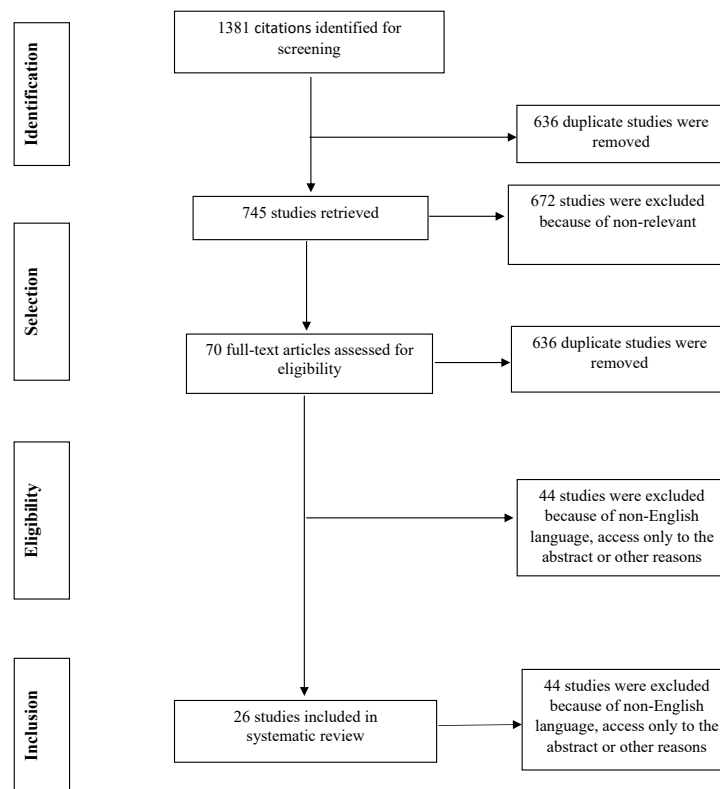 Identification
1381 citations identified for
screening
636 duplicate studies were
removed
Selection
745 studies retrieved
672 studies were excluded
because of non-relevant
70 full-text articles assessed for
eligibility
636 duplicate studies were
removed
Eligibility
44 studies were excluded
because of non-English
language, access only to the
abstract or other reasons
Inclusion
26 studies included in
systematic review
44 studies were excluded
because of non-English
language, access only to the
abstract or other reasons